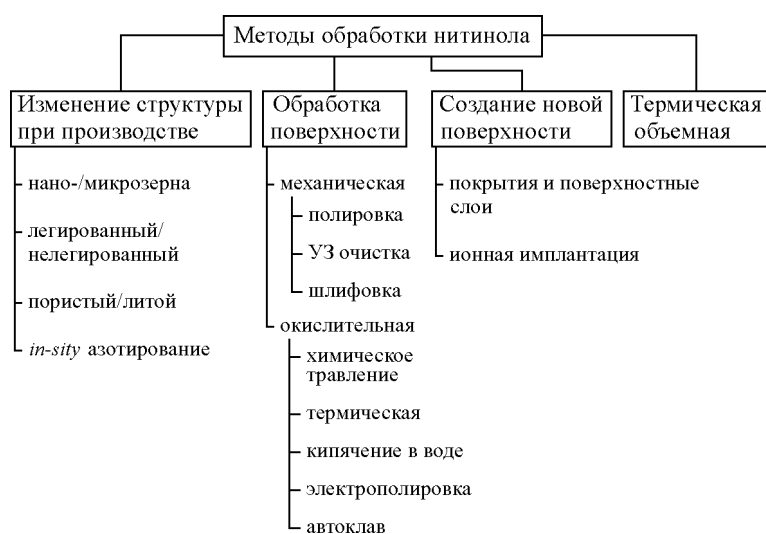 Методы обработки нитинола
Изменение структуры
при производстве
Обработка
поверхности
Создание новой
поверхности
Термическая
объемная
нано-/микрозерна
легированный/
нелегированный
пористый/литой
in-sity азотирование
механическая
полировка
УЗ очистка
шлифовка
окислительная
химическое
травление
термическая
кипячение в воде
электрополировка
автоклав
покрытия и поверхностные
слои
ионная имплантация